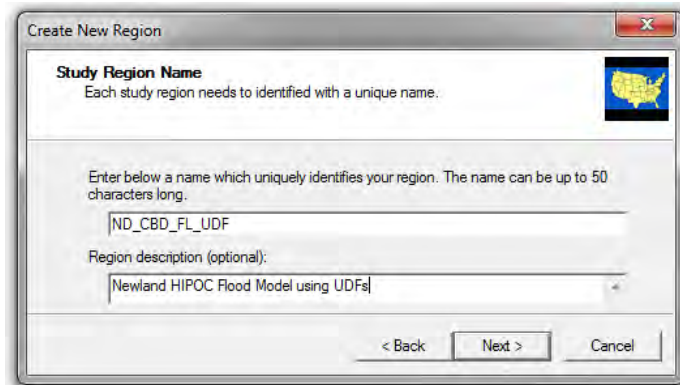 Create New Region
Study Region Name
Each study region needs to identified with a unique name.
Enter below a name which uniquely identifies your region. The name can be up to 50
characters long.
ND_CBD_FL_UDF
Region description (optional):
Newland HIPOC Flood Model using UDFs
< Back
Next >
Cancel